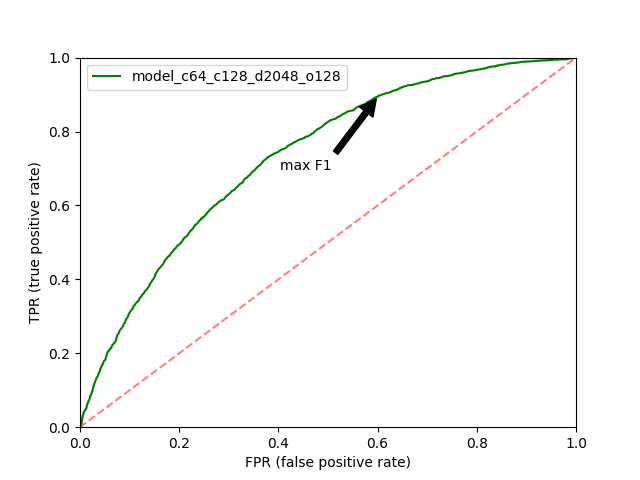 model_c64_c128_d2048_o128
max F1
TPR (true positive rate)
1.0
0.8
0.6
0.4
0.2
0.0
0.0 0.2 0.4 0.6 0.8 1.0
FPR (false positive rate)